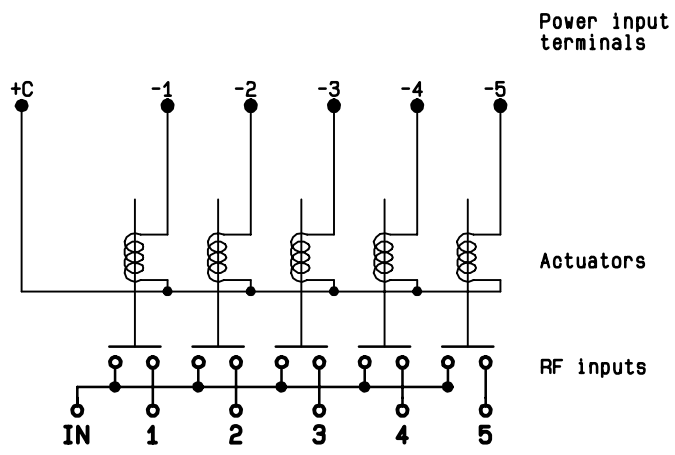 Power input
terminals
+C -1 -2 -3 -4 -5
Actuators
RF inputs
IN 1 2 3 4 5